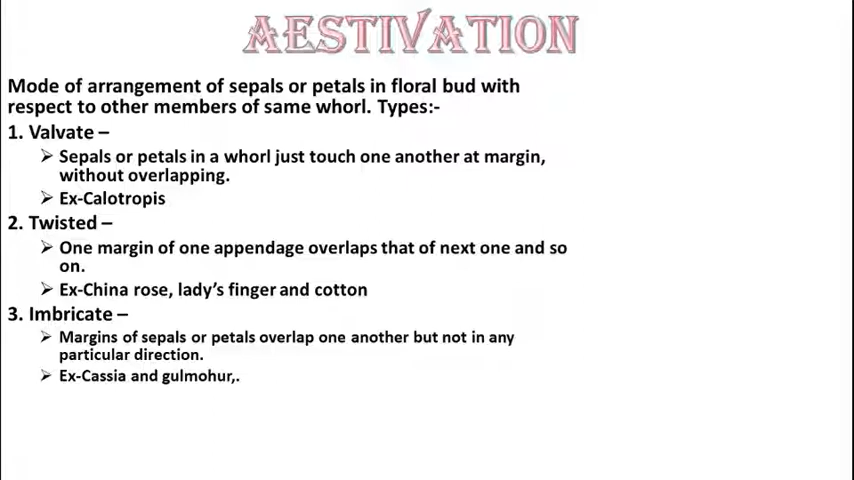 AESTIVATION
Mode of arrangement of sepals or petals in floral bud with
respect to other members of same whorl. Types:-
1. Valvate –
➢ Sepals or petals in a whorl just touch one another at margin,
without overlapping.
➢ Ex-Calotropis
2. Twisted –
➢ One margin of one appendage overlaps that of next one and so
on.
➢ Ex-China rose, lady’s finger and cotton
3. Imbricate –
➢ Margins of sepals or petals overlap one another but not in any
particular direction.
➢ Ex-Cassia and gulmohur,.